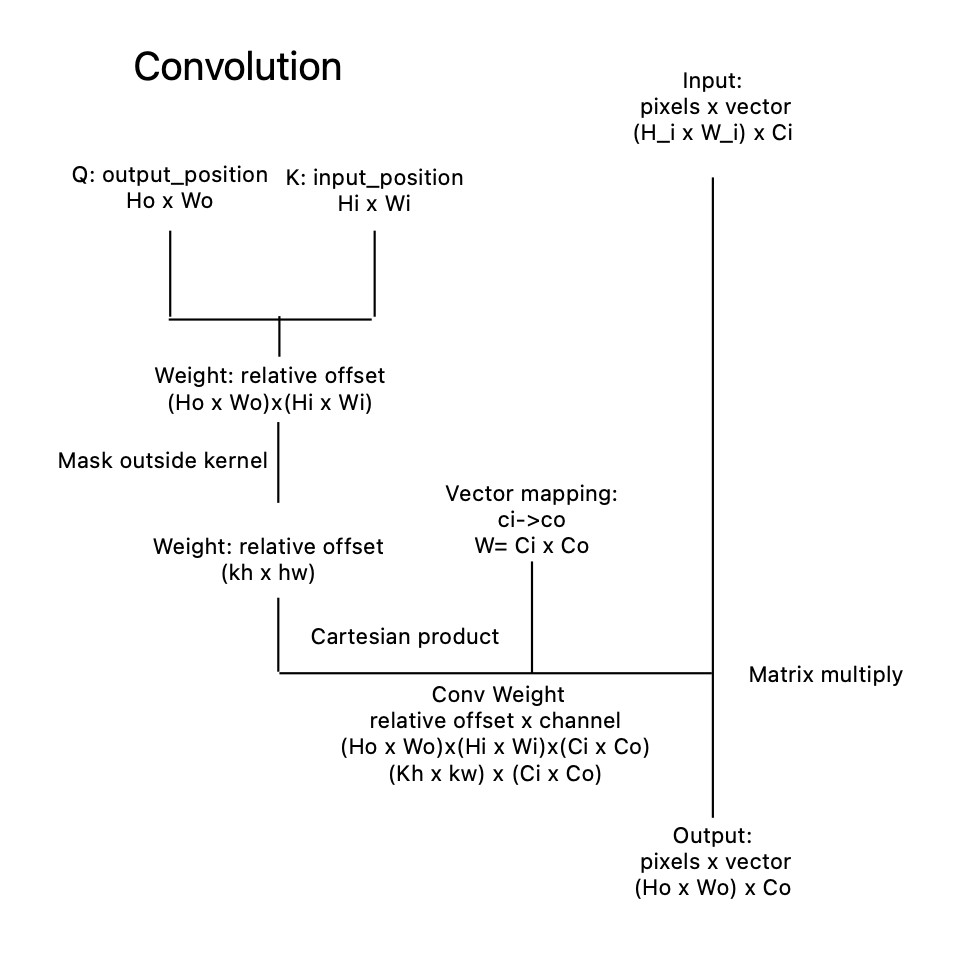 Convolution
Input:
pixels x vector
(H_i x W_i) x Ci
Q: output_position
Ho x Wo
K: input_position
Hi x Wi
Weight: relative offset
(Ho x Wo)x(Hi x Wi)
Mask outside kernel
Vector mapping:
ci->co
W= Ci x Co
Weight: relative offset
(kh x hw)
Cartesian product
Matrix multiply
Conv Weight
relative offset x channel
(Ho x Wo)x(Hi x Wi)x(Ci x Co)
(Kh x kw) x (Ci x Co)
Output:
pixels x vector
(Ho x Wo) x Co